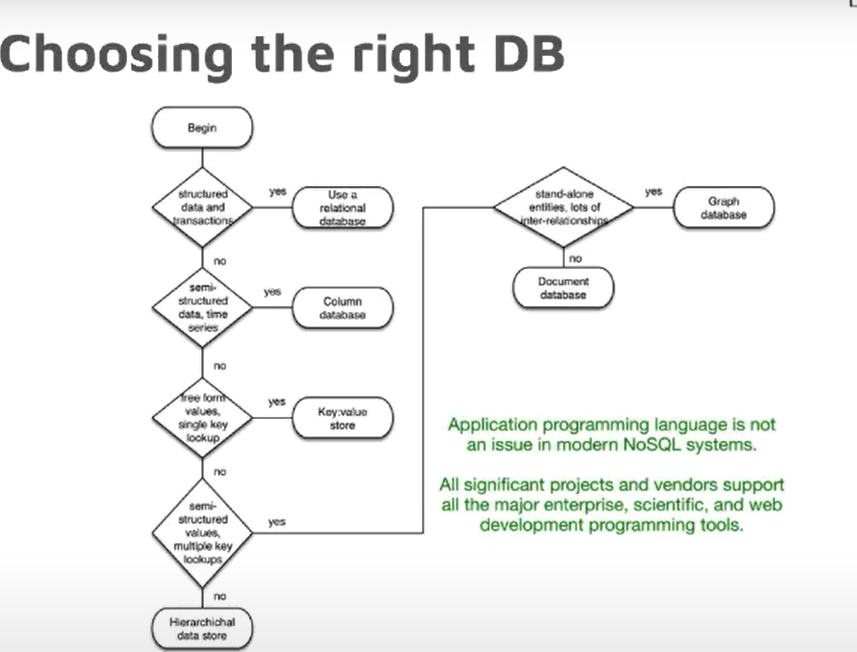 Choosing the right DB
Begin
structured
data and
transactions
yes
Use a
relational
database
no
semi-
structured
data, time
series
yes
Column
database
no
free form
values,
single key
lookup
yes
Key:value
store
no
semi-
structured
values,
multiple key
lookups
yes
no
Hierarchichal
data store
stand-alone
entities, lots of
inter-relationships
yes
Graph
database
no
Document
database
Application programming language is not
an issue in modern NoSQL systems.
All significant projects and vendors support
all the major enterprise, scientific, and web
development programming tools.